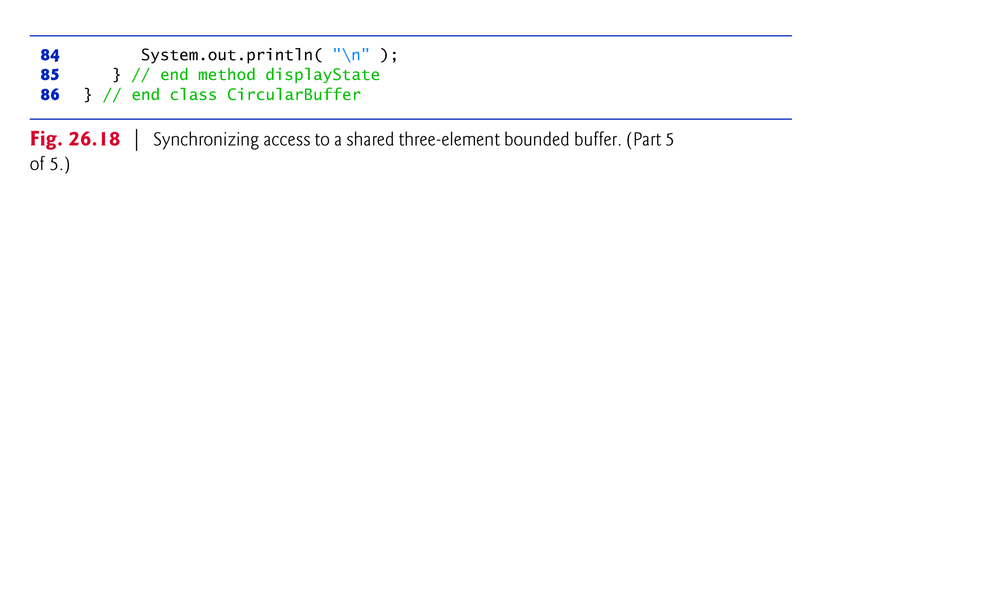 84 System.out.println( "\n" );
85 } // end method displayState
86 } // end class CircularBuffer
Fig. 26.18 | Synchronizing access to a shared three-element bounded buffer. (Part 5
of 5.)